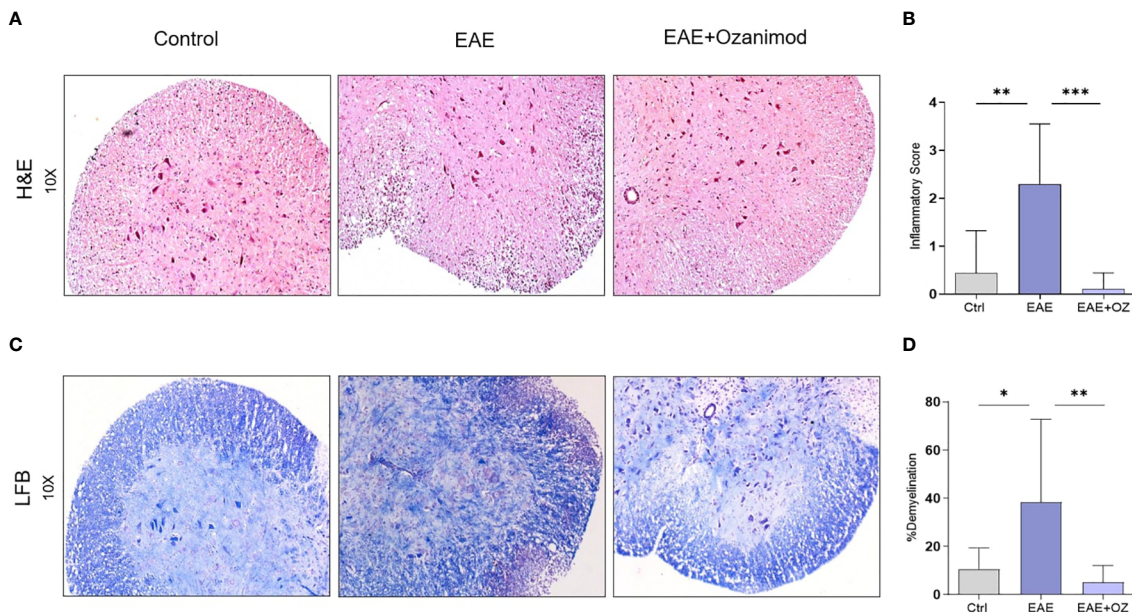 A
Control
EAE
EAE+Ozanimod
H&E
10X
B
**
***
Inflammatory Score
4
3
2
1
0
Ctrl
EAE
EAE+OZ
C
LFB
10X
D
*
**
%Demyelination
80
60
40
20
0
Ctrl
EAE
EAE+OZ